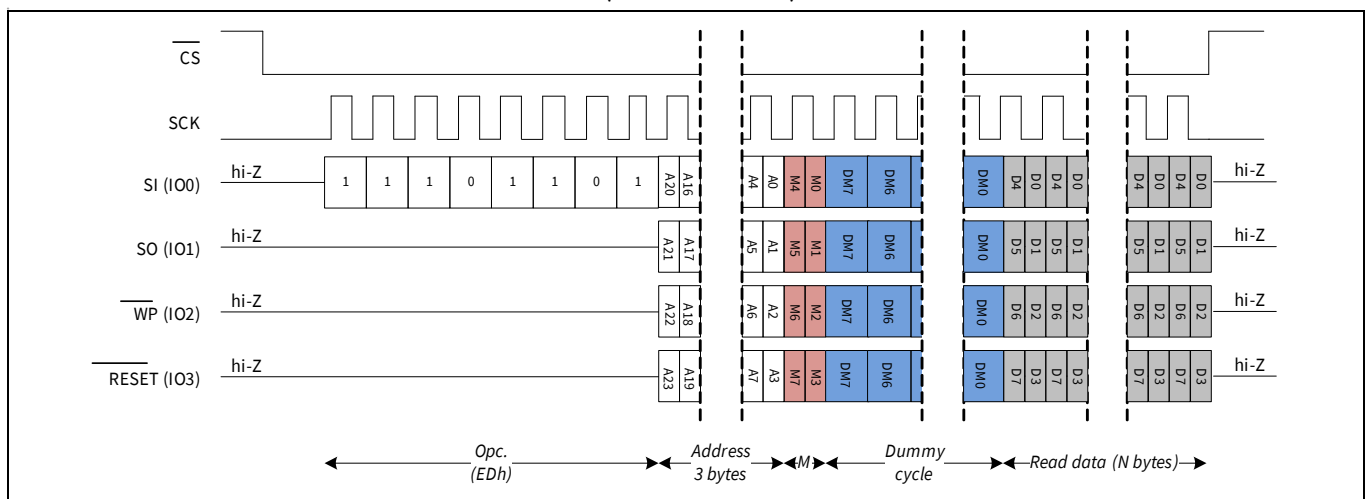 CS
SCK
SI (IO0) hi-Z 1 1 1 0 1 1 0 1 A20 A16 A4 A0 M4 M0 DM7 DM6 DM0 D4 D0 D4 D0 D4 D0 D4 D0 hi-Z
SO (IO1) hi-Z A21 A17 A5 A1 M5 M1 DM7 DM6 DM0 D5 D1 D5 D1 D5 D1 D5 D1 hi-Z
WP (IO2) hi-Z A22 A18 A6 A2 M6 M2 DM7 DM6 DM0 D6 D2 D6 D2 D6 D2 D6 D2 hi-Z
RESET (IO3) hi-Z A23 A19 A7 A3 M7 M3 DM7 DM6 DM0 D7 D3 D7 D3 D7 D3 D7 D3 hi-Z
Opc. Address M Dummy Read data (N bytes)
(EDh) 3 bytes cycle